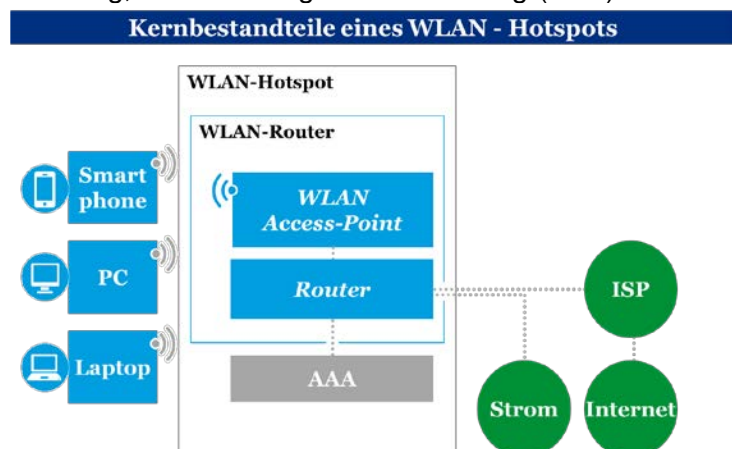 Kernbestandteile eines WLAN - Hotspots
WLAN-Hotspot
WLAN-Router
Smart
phone
WLAN
Access-Point
PC
Router
ISP
Laptop
AAA
Strom
Internet